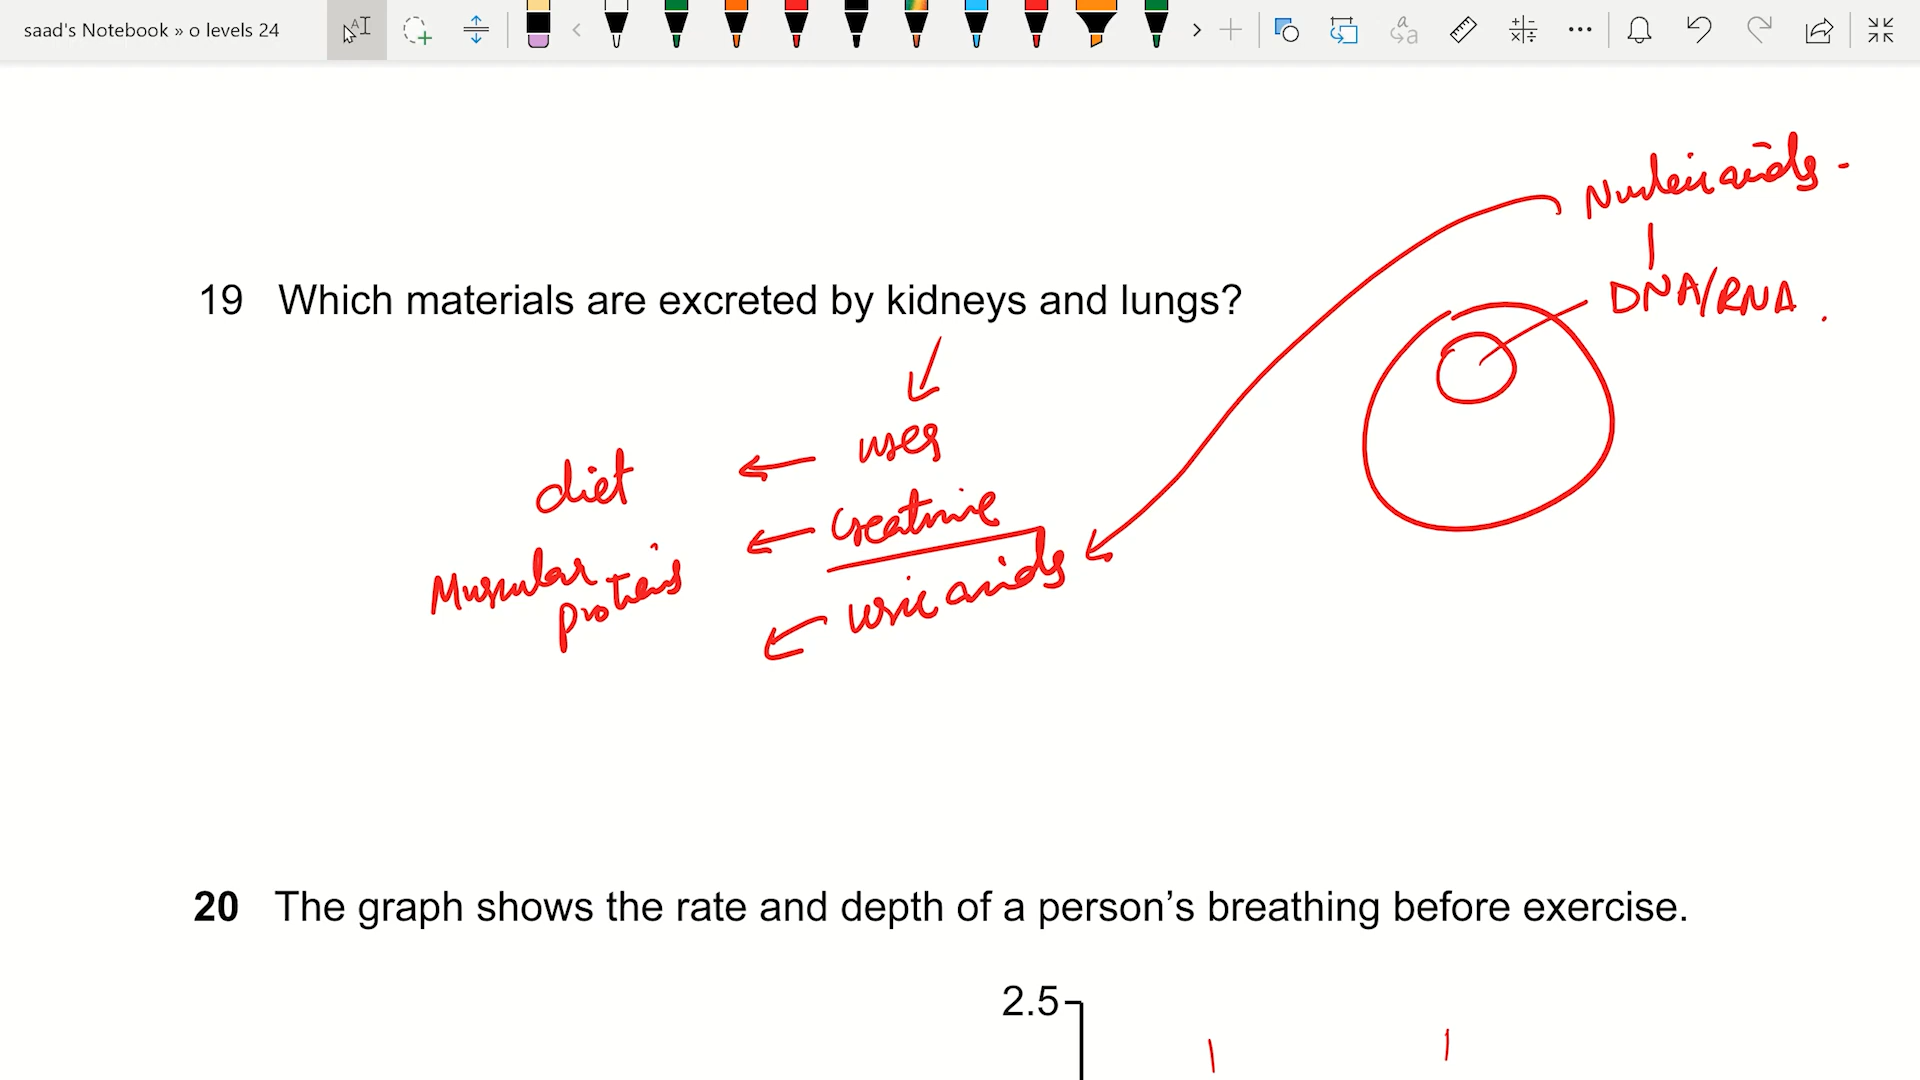 saad's Notebook » o levels 24
Nucleic acids -
DNA/RNA .
19 Which materials are excreted by kidneys and lungs?
urea
diet
creatinine
Muscular
proteins
uric acids
20 The graph shows the rate and depth of a person's breathing before exercise.
2.5